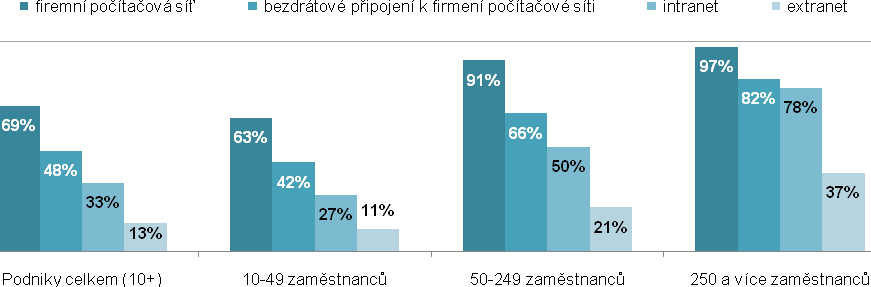 firemní počítačová síť bezdrátové připojení k firmení počítačové síti intranet extranet
69% 48% 33% 13%
63% 42% 27% 11%
91% 66% 50% 21%
97% 82% 78% 37%
Podniky celkem (10+) 10-49 zaměstnanců 50-249 zaměstnanců 250 a více zaměstnanců